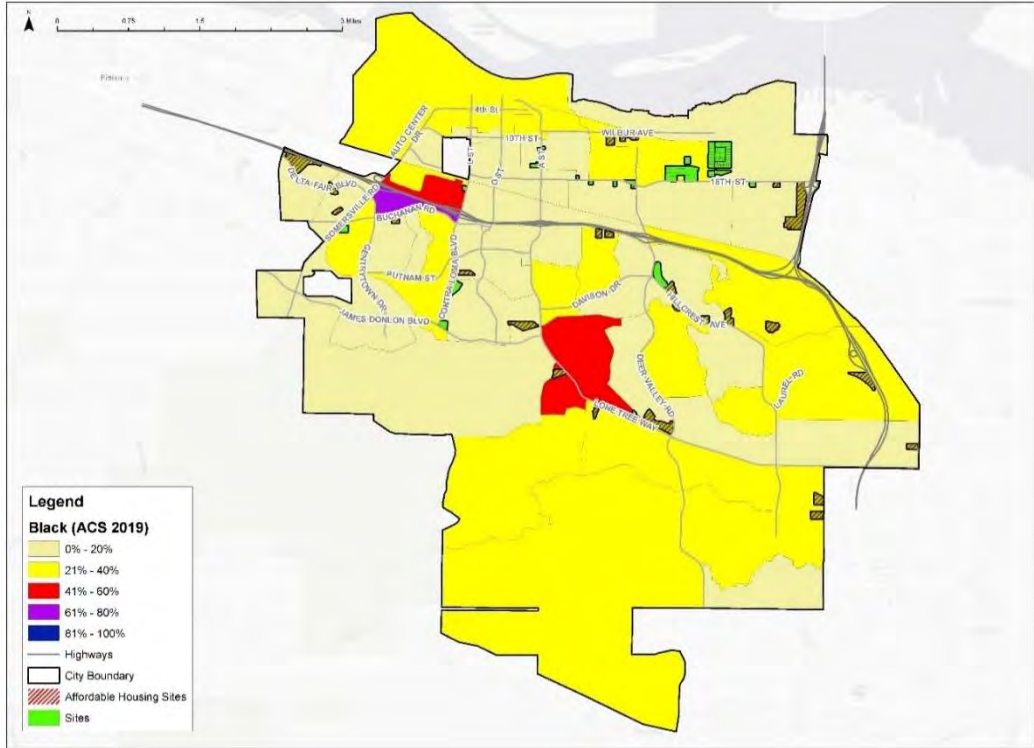 N
0 0.75 1.5 3 Miles
4th St
AUTO CENTER DR
WILBUR AVE
10TH ST
L ST
O ST
A ST
18TH ST
DELTA FAIR BLVD
SOMERSVILLE RD
BUCHANAN RD
GENTRYTOWN DR
PUTNAM ST
CONTRA LOMA BLVD
DAVISON DR
HILLCREST AVE
JAMES DONLON BLVD
DEER VALLEY RD
LAUREL RD
LONE TREE WAY
Legend
Black (ACS 2019)
0% - 20%
21% - 40%
41% - 60%
61% - 80%
81% - 100%
Highways
City Boundary
Affordable Housing Sites
Sites